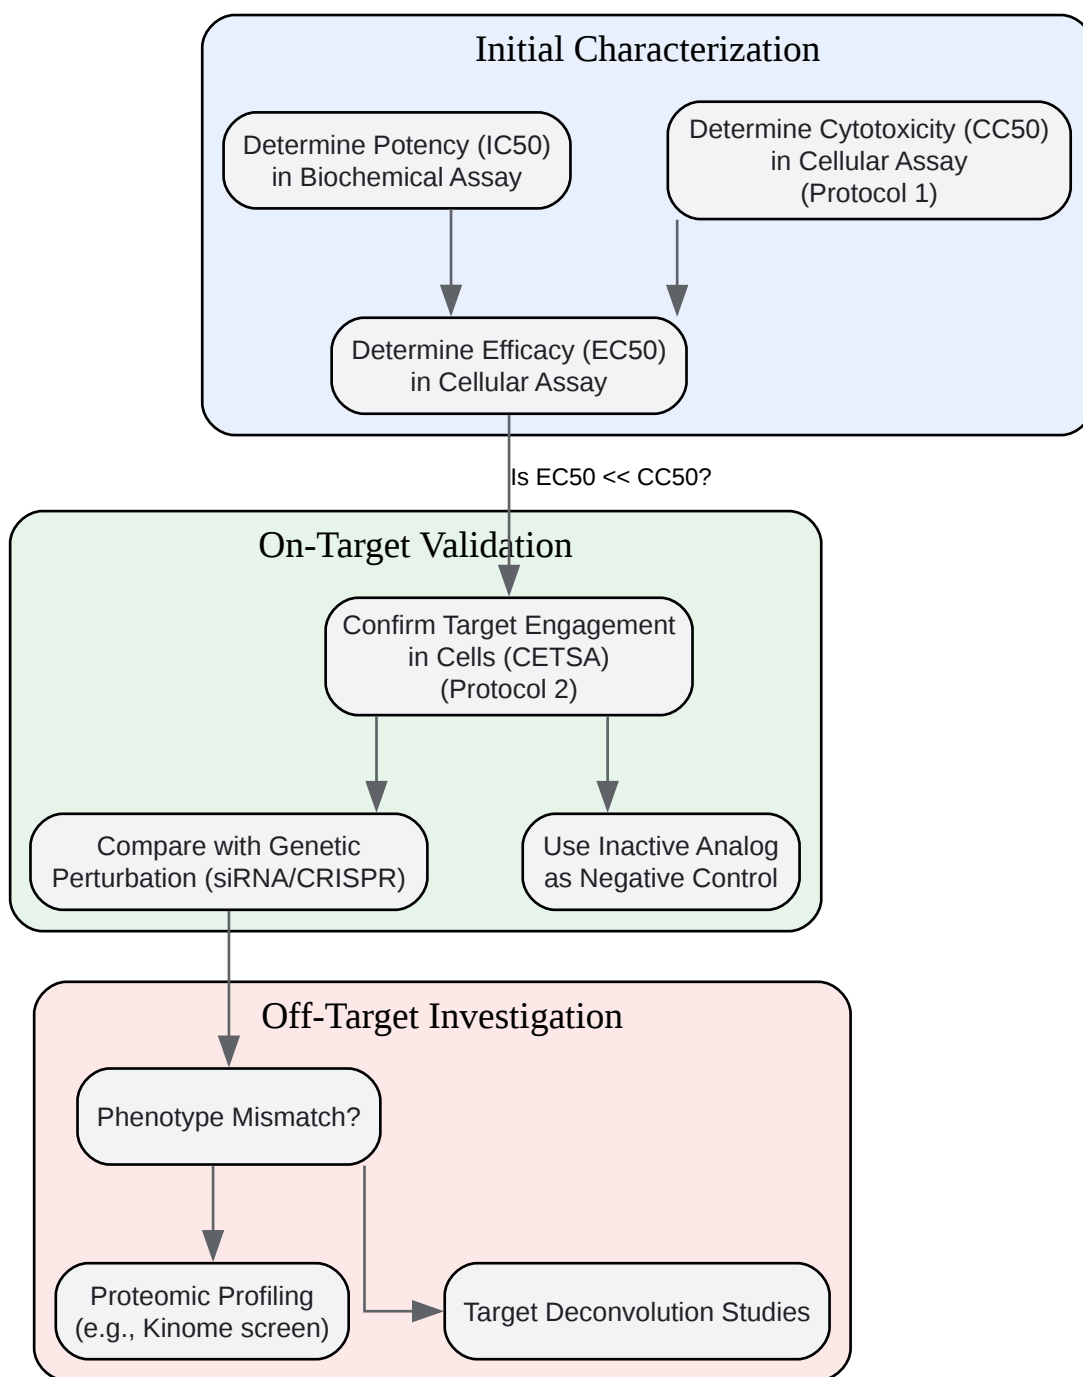 Initial Characterization
Determine Potency (IC50)
in Biochemical Assay
Determine Cytotoxicity (CC50)
in Cellular Assay
(Protocol 1)
Determine Efficacy (EC50)
in Cellular Assay
Is EC50 << CC50?
On-Target Validation
Confirm Target Engagement
in Cells (CETSA)
(Protocol 2)
Compare with Genetic
Perturbation (siRNA/CRISPR)
Use Inactive Analog
as Negative Control
Off-Target Investigation
Phenotype Mismatch?
Proteomic Profiling
(e.g., Kinome screen)
Target Deconvolution Studies